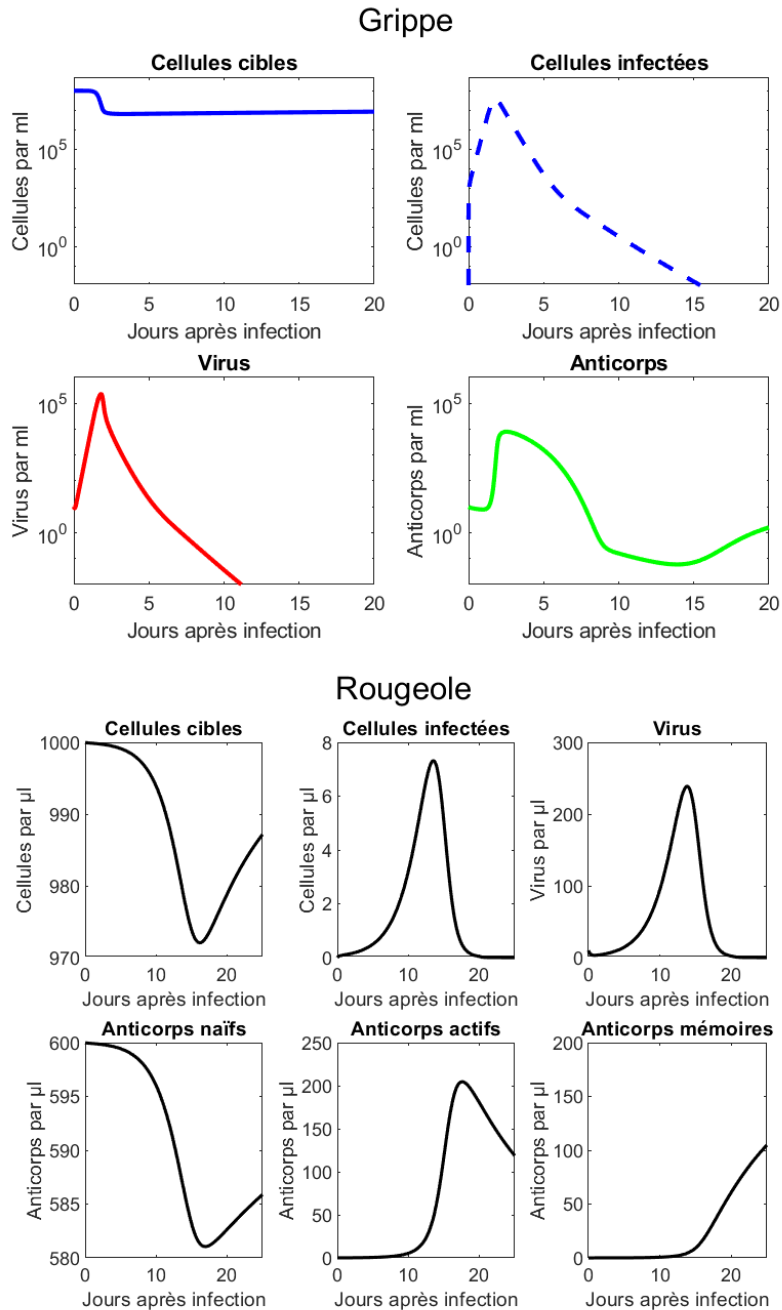 Grippe
Cellules cibles
Cellules par ml
10^5
10^0
0 5 10 15 20
Jours après infection
Cellules infectées
Cellules par ml
10^5
10^0
0 5 10 15 20
Jours après infection
Virus
Virus par ml
10^5
10^0
0 5 10 15 20
Jours après infection
Anticorps
Anticorps par ml
10^5
10^0
0 5 10 15 20
Jours après infection
Rougeole
Cellules cibles
Cellules par µl
1000
990
980
970
0 10 20
Jours après infection
Cellules infectées
Cellules par µl
8
6
4
2
0
0 10 20
Jours après infection
Virus
Virus par µl
300
200
100
0
0 10 20
Jours après infection
Anticorps naïfs
Anticorps par µl
600
595
590
585
580
0 10 20
Jours après infection
Anticorps actifs
Anticorps par µl
250
200
150
100
50
0
0 10 20
Jours après infection
Anticorps mémoires
Anticorps par µl
200
150
100
50
0
0 10 20
Jours après infection